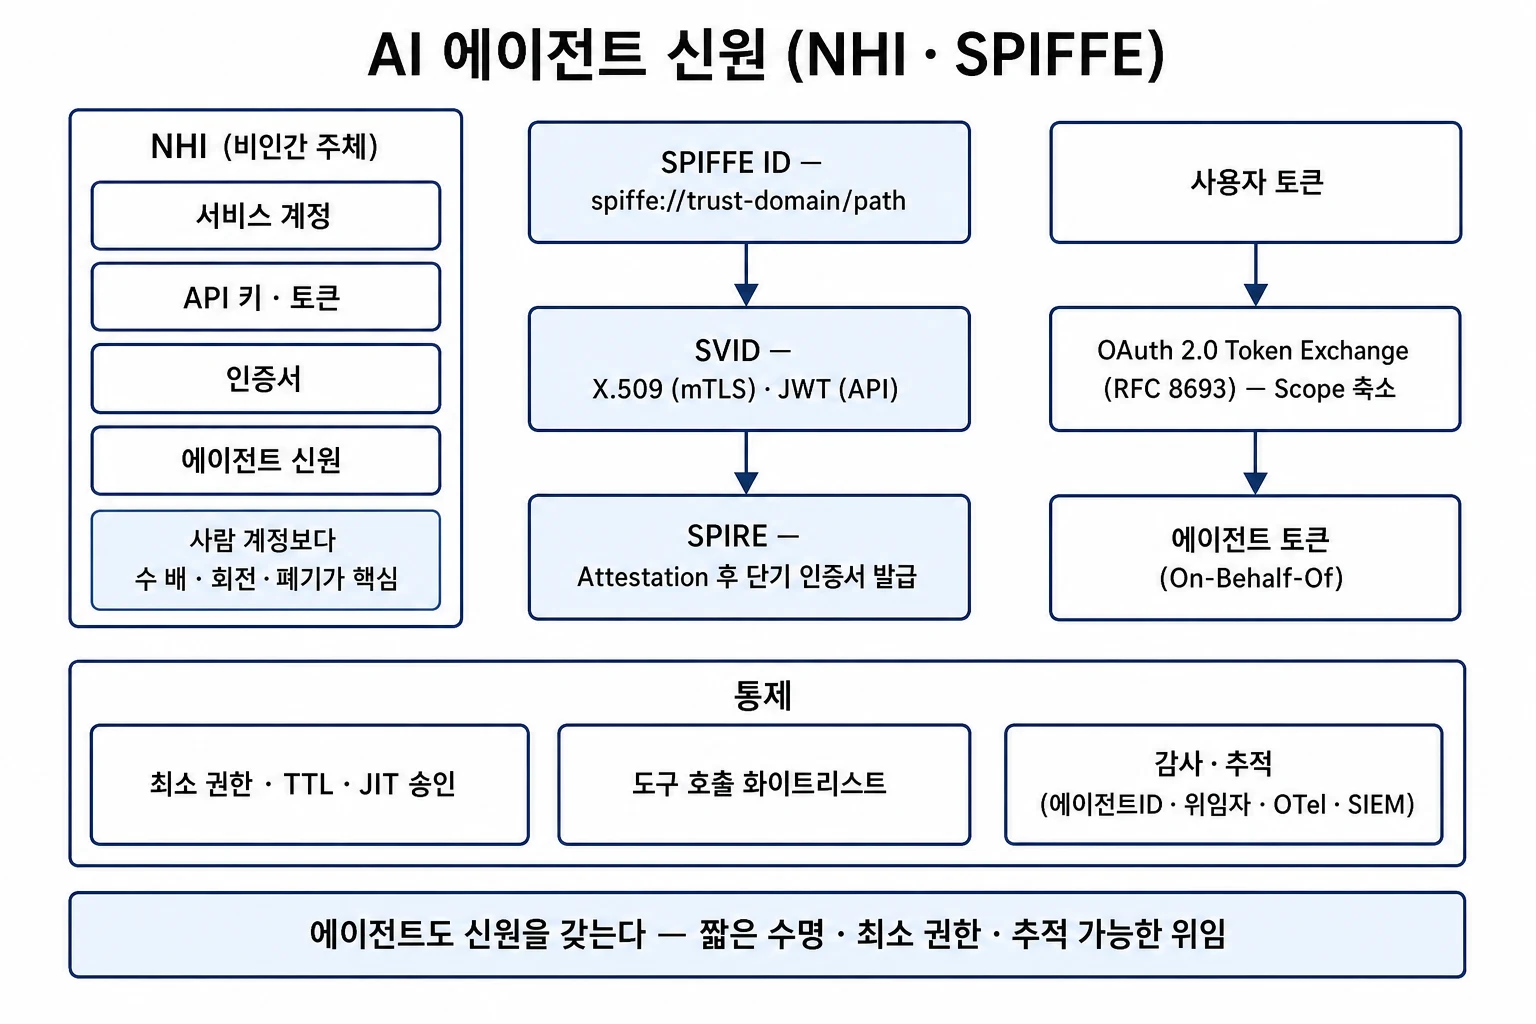 AI 에이전트 신원 (NHI · SPIFFE)
NHI (비인간 주체)
서비스 계정
API 키 · 토큰
인증서
에이전트 신원
사람 계정보다
수 배 · 회전 · 폐기가 핵심
SPIFFE ID —
spiffe://trust-domain/path
SVID —
X.509 (mTLS) · JWT (API)
SPIRE —
Attestation 후 단기 인증서 발급
사용자 토큰
OAuth 2.0 Token Exchange
(RFC 8693) — Scope 축소
에이전트 토큰
(On-Behalf-Of)
통제
최소 권한 · TTL · JIT 송인
도구 호출 화이트리스트
감사 · 추적
(에이전트ID · 위임자 · OTel · SIEM)
에이전트도 신원을 갖는다 — 짧은 수명 · 최소 권한 · 추적 가능한 위임